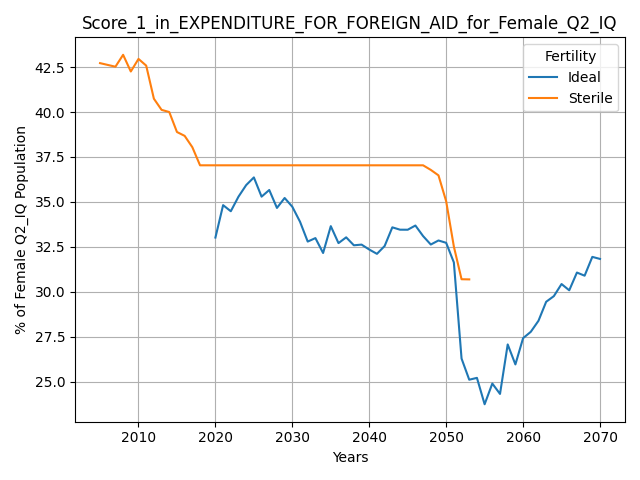 Score_1_in_EXPENDITURE_FOR_FOREIGN_AID_for_Female_Q2_IQ
% of Female Q2_IQ Population
42.5
40.0
37.5
35.0
32.5
30.0
27.5
25.0
Fertility
Ideal
Sterile
2010 2020 2030 2040 2050 2060 2070
Years